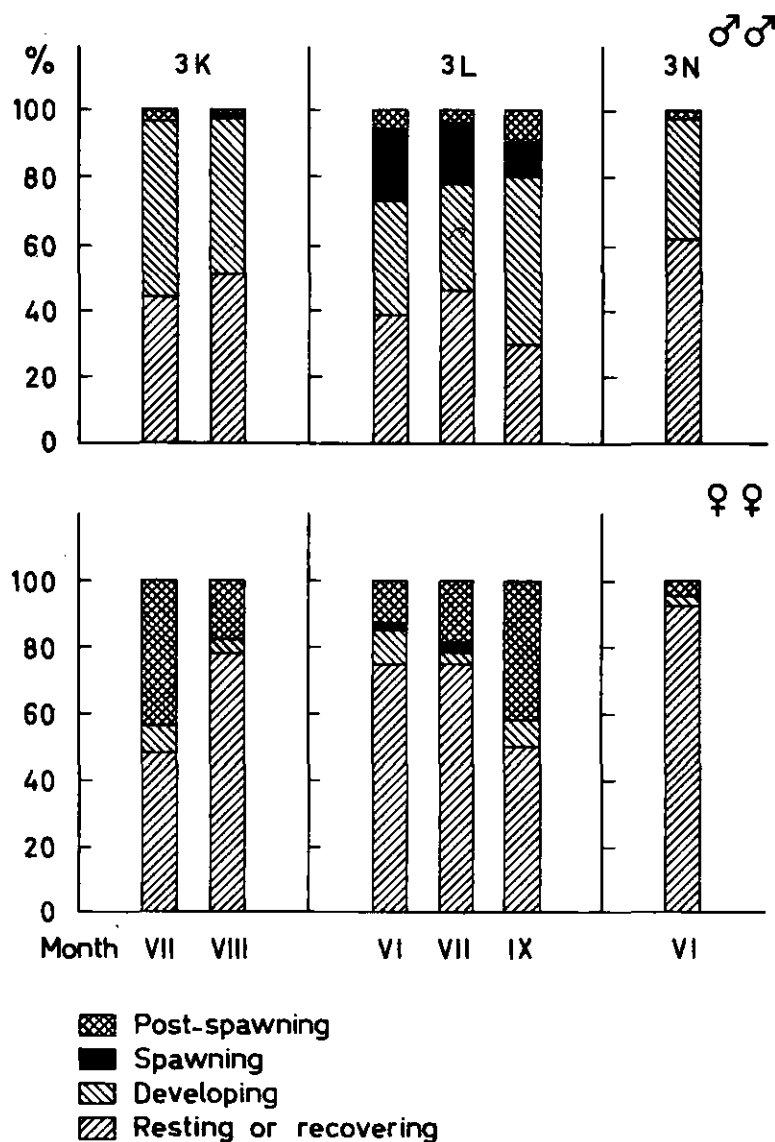 ♂♂
% 3K 3L 3N
100
80
60
40
20
0
♀♀
100
80
60
40
20
0
Month VII VIII VI VII IX VI
Post-spawning
Spawning
Developing
Resting or recovering